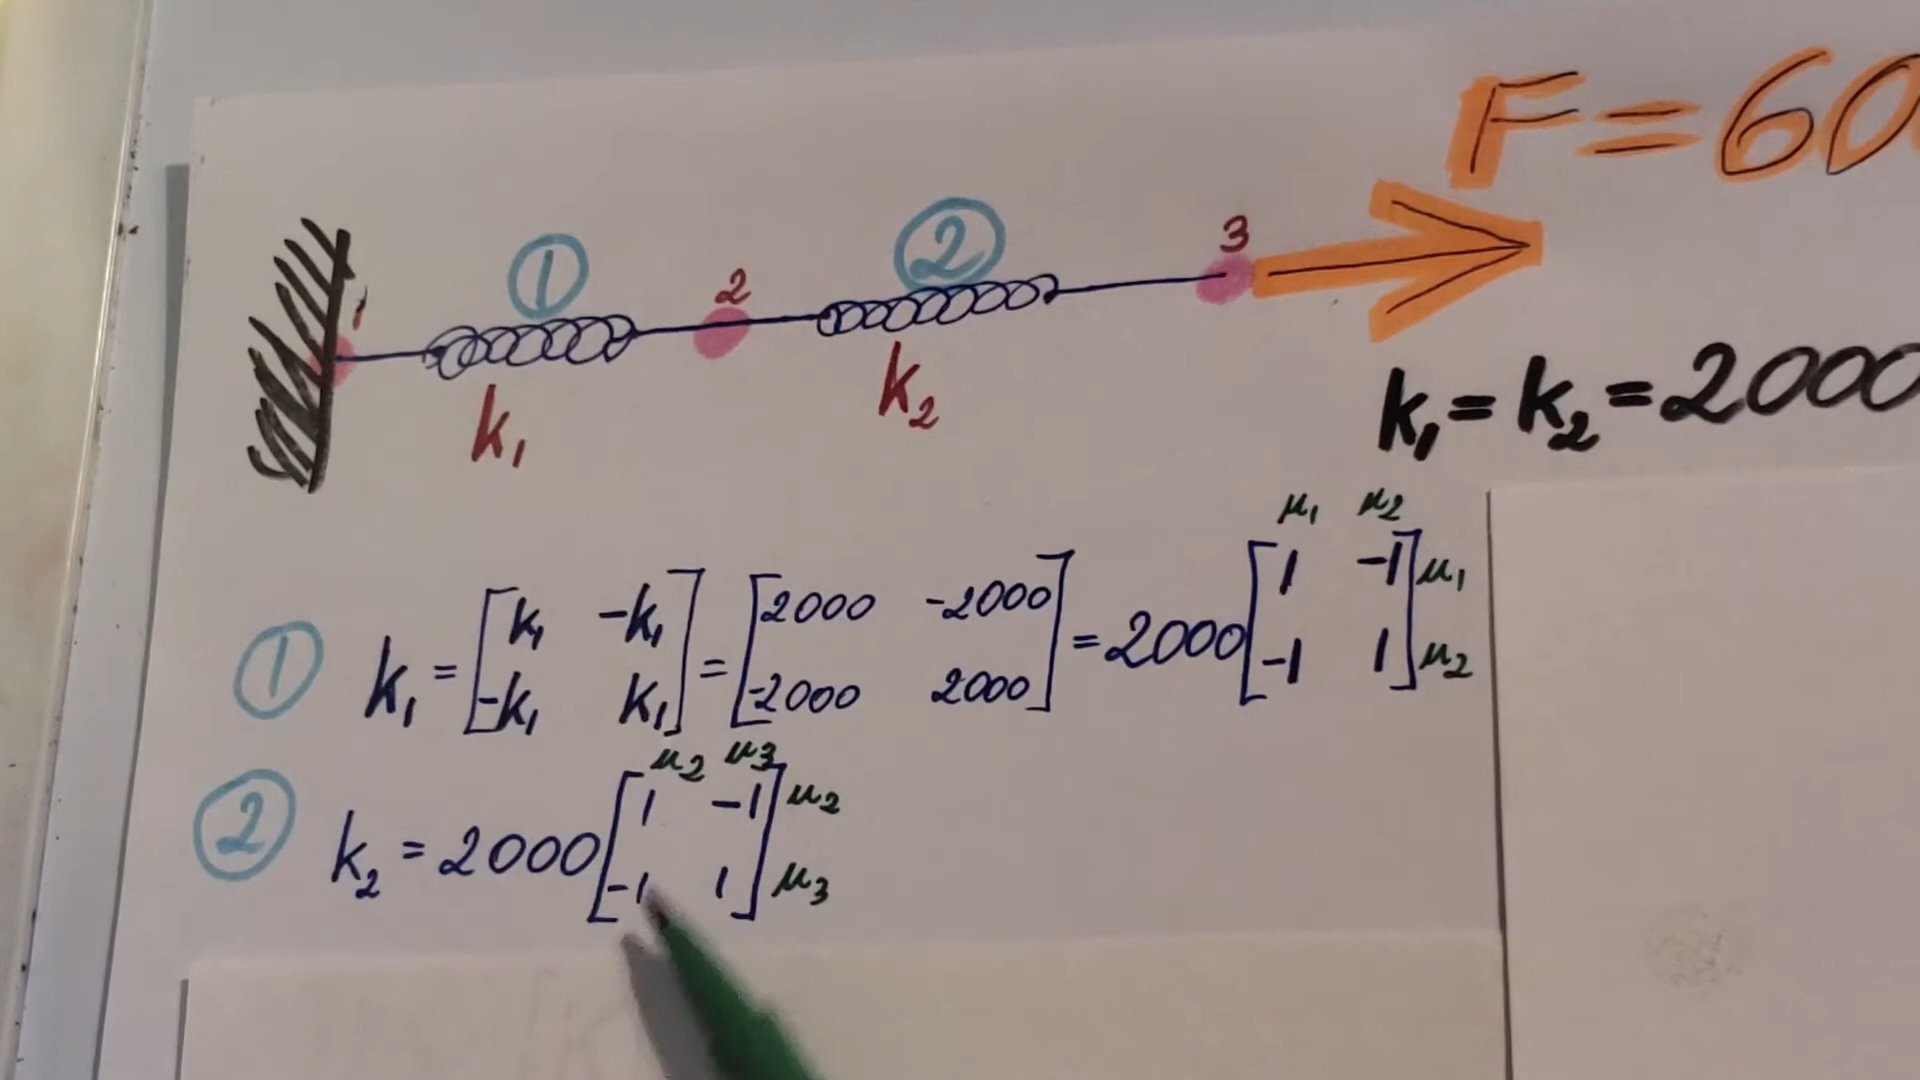 F=60
① ② 3
1 2
k₁ k₂
k₁=k₂=2000
μ₁ μ₂
① k₁=[k₁ -k₁ -k₁ k₁]=[2000 -2000 -2000 2000]=2000[1 -1 -1 1] μ₁ μ₂
μ₂ μ₃
② k₂=2000[1 -1 -1 1] μ₂ μ₃